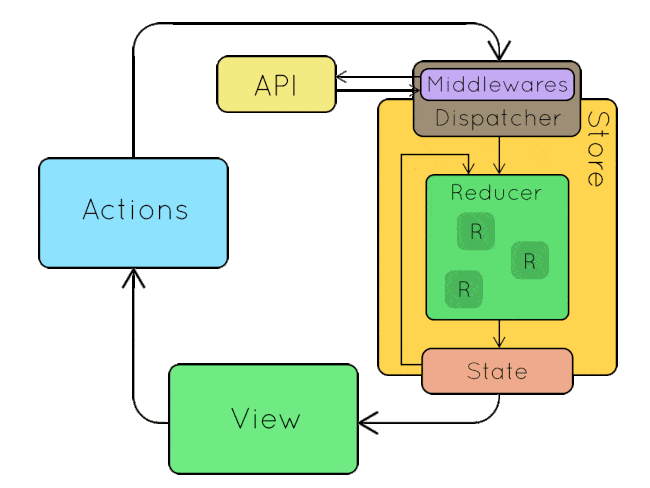 API
Middlewares
Dispatcher
Store
Actions
Reducer
R
R
R
State
View